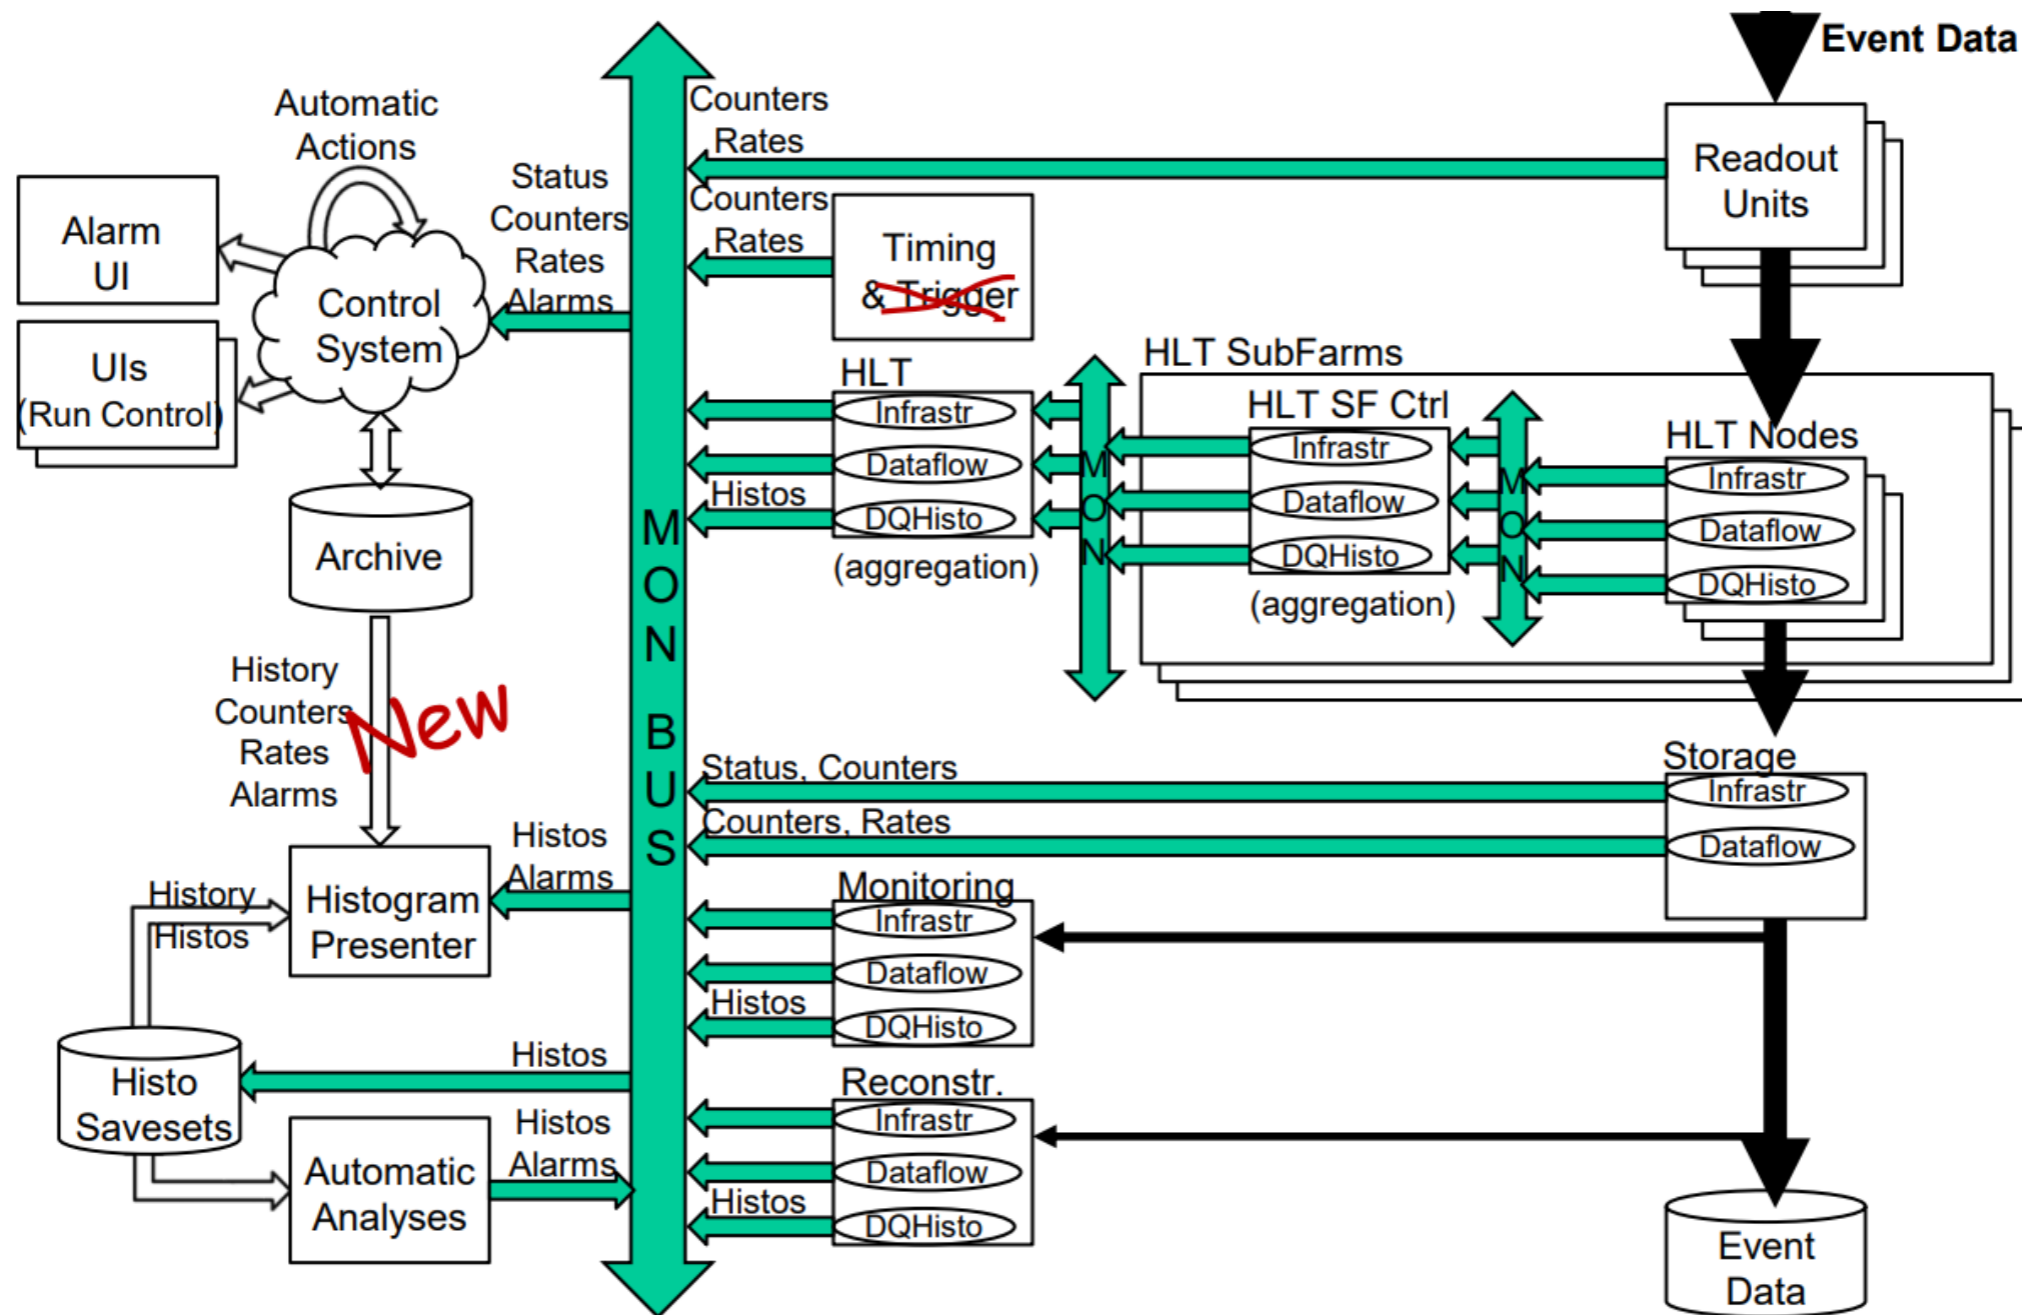 Event Data
Automatic
Actions
Counters
Rates
Readout
Units
Status
Counters
Rates
Alarms
Counters
Rates
Timing
& Trigger
Alarm
UI
Control
System
UIs
(Run Control)
HLT
Infrastr
Dataflow
Histos
DQHisto
(aggregation)
MON
HLT SubFarms
HLT SF Ctrl
Infrastr
Dataflow
DQHisto
(aggregation)
MON
HLT Nodes
Infrastr
Dataflow
DQHisto
Archive
MON BUS
History
Counters
Rates
Alarms
New
Status, Counters
Counters, Rates
Storage
Infrastr
Dataflow
Histos
Alarms
Histogram
Presenter
History
Histos
Monitoring
Infrastr
Dataflow
Histos
DQHisto
Histo
Savesets
Histos
Reconstr.
Infrastr
Dataflow
Histos
DQHisto
Automatic
Analyses
Histos
Alarms
Event
Data